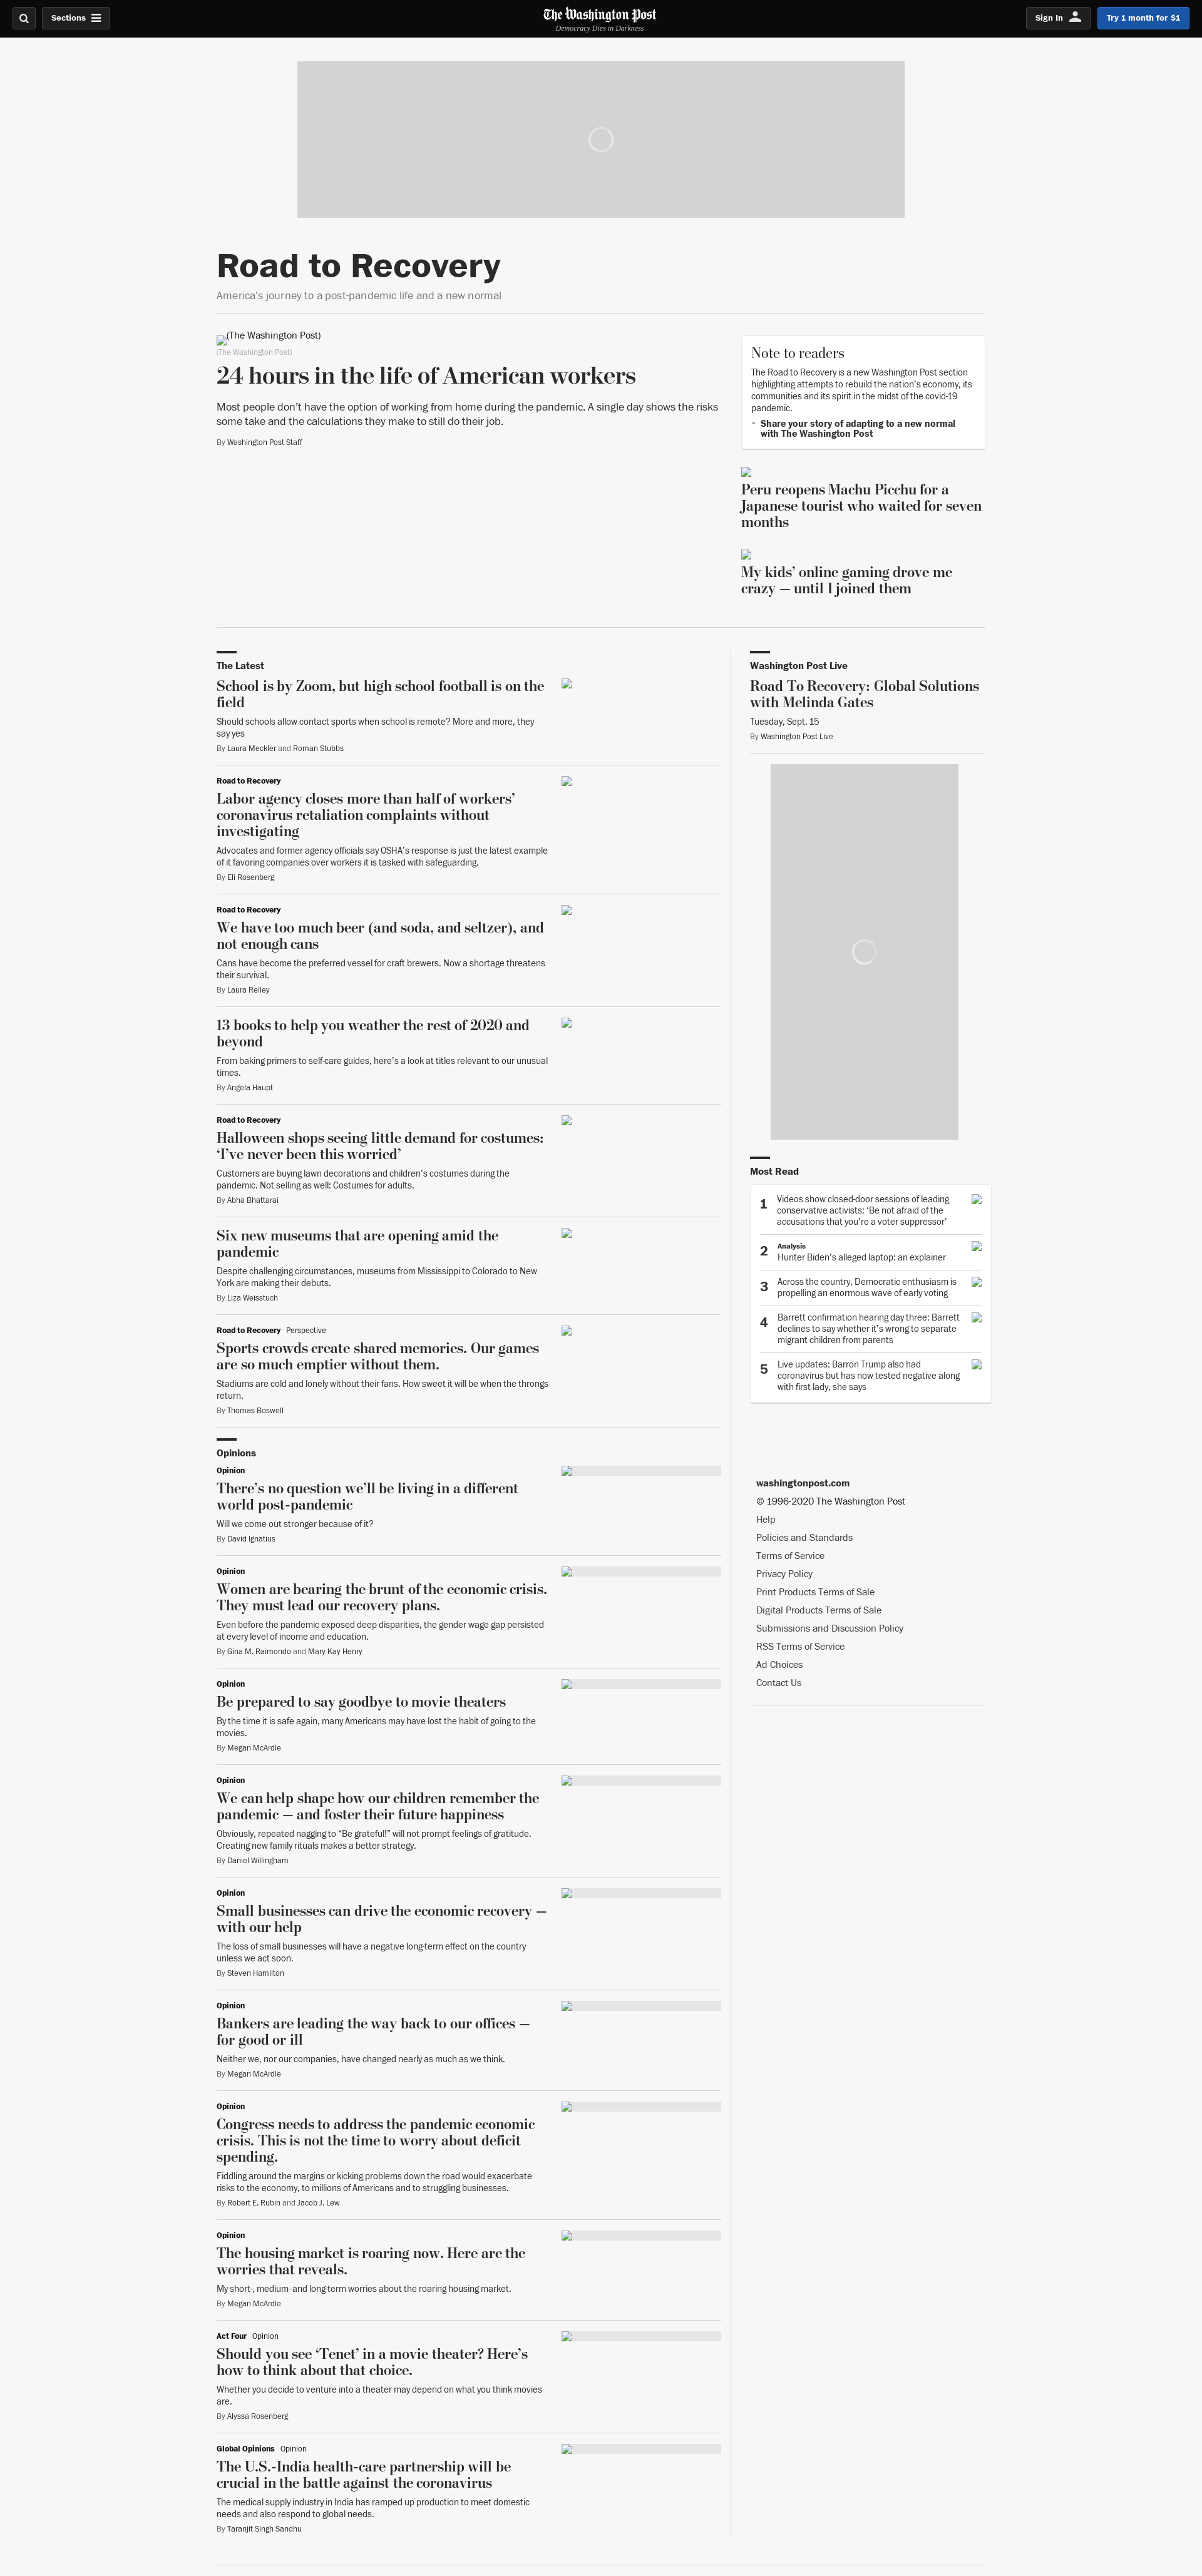 Sections
The Washington Post
Democracy Dies in Darkness
Sign In
Try 1 month for $1
Road to Recovery
America's journey to a post-pandemic life and a new normal
(The Washington Post)
(The Washington Post)
24 hours in the life of American workers
Most people don't have the option of working from home during the pandemic. A single day shows the risks
some take and the calculations they make to still do their job.
By Washington Post Staff
Note to readers
The Road to Recovery is a new Washington Post section
highlighting attempts to rebuild the nation's economy, its
communities and its spirit in the midst of the covid-19
pandemic.
• Share your story of adapting to a new normal
with The Washington Post
Peru reopens Machu Picchu for a
Japanese tourist who waited for seven
months
My kids’ online gaming drove me
crazy — until I joined them
The Latest
School is by Zoom, but high school football is on the
field
Should schools allow contact sports when school is remote? More and more, they
say yes
By Laura Meckler and Roman Stubbs
Road to Recovery
Labor agency closes more than half of workers’
coronavirus retaliation complaints without
investigating
Advocates and former agency officials say OSHA’s response is just the latest example
of it favoring companies over workers it is tasked with safeguarding.
By Eli Rosenberg
Road to Recovery
We have too much beer (and soda, and seltzer), and
not enough cans
Cans have become the preferred vessel for craft brewers. Now a shortage threatens
their survival.
By Laura Reiley
13 books to help you weather the rest of 2020 and
beyond
From baking primers to self-care guides, here’s a look at titles relevant to our unusual
times.
By Angela Haupt
Road to Recovery
Halloween shops seeing little demand for costumes:
‘I’ve never been this worried’
Customers are buying lawn decorations and children’s costumes during the
pandemic. Not selling as well: Costumes for adults.
By Abha Bhattarai
Six new museums that are opening amid the
pandemic
Despite challenging circumstances, museums from Mississippi to Colorado to New
York are making their debuts.
By Liza Weisstuch
Road to Recovery Perspective
Sports crowds create shared memories. Our games
are so much emptier without them.
Stadiums are cold and lonely without their fans. How sweet it will be when the throngs
return.
By Thomas Boswell
Opinions
Opinion
There’s no question we’ll be living in a different
world post-pandemic
Will we come out stronger because of it?
By David Ignatius
Opinion
Women are bearing the brunt of the economic crisis.
They must lead our recovery plans.
Even before the pandemic exposed deep disparities, the gender wage gap persisted
at every level of income and education.
By Gina M. Raimondo and Mary Kay Henry
Opinion
Be prepared to say goodbye to movie theaters
By the time it is safe again, many Americans may have lost the habit of going to the
movies.
By Megan McArdle
Opinion
We can help shape how our children remember the
pandemic — and foster their future happiness
Obviously, repeated nagging to “Be grateful!” will not prompt feelings of gratitude.
Creating new family rituals makes a better strategy.
By Daniel Willingham
Opinion
Small businesses can drive the economic recovery —
with our help
The loss of small businesses will have a negative long-term effect on the country
unless we act soon.
By Steven Hamilton
Opinion
Bankers are leading the way back to our offices —
for good or ill
Neither we, nor our companies, have changed nearly as much as we think.
By Megan McArdle
Opinion
Congress needs to address the pandemic economic
crisis. This is not the time to worry about deficit
spending.
Fiddling around the margins or kicking problems down the road would exacerbate
risks to the economy, to millions of Americans and to struggling businesses.
By Robert E. Rubin and Jacob J. Lew
Opinion
The housing market is roaring now. Here are the
worries that reveals.
My short-, medium- and long-term worries about the roaring housing market.
By Megan McArdle
Act Four Opinion
Should you see ‘Tenet’ in a movie theater? Here’s
how to think about that choice.
Whether you decide to venture into a theater may depend on what you think movies
are.
By Alyssa Rosenberg
Global Opinions Opinion
The U.S.-India health-care partnership will be
crucial in the battle against the coronavirus
The medical supply industry in India has ramped up production to meet domestic
needs and also respond to global needs.
By Taranjit Singh Sandhu
Washington Post Live
Road To Recovery: Global Solutions
with Melinda Gates
Tuesday, Sept. 15
By Washington Post Live
Most Read
1 Videos show closed-door sessions of leading
conservative activists: ‘Be not afraid of the
accusations that you’re a voter suppressor’
2 Analysis
Hunter Biden’s alleged laptop: an explainer
3 Across the country, Democratic enthusiasm is
propelling an enormous wave of early voting
4 Barrett confirmation hearing day three: Barrett
declines to say whether it’s wrong to separate
migrant children from parents
5 Live updates: Barron Trump also had
coronavirus but has now tested negative along
with first lady, she says
washingtonpost.com
© 1996-2020 The Washington Post
Help
Policies and Standards
Terms of Service
Privacy Policy
Print Products Terms of Sale
Digital Products Terms of Sale
Submissions and Discussion Policy
RSS Terms of Service
Ad Choices
Contact Us